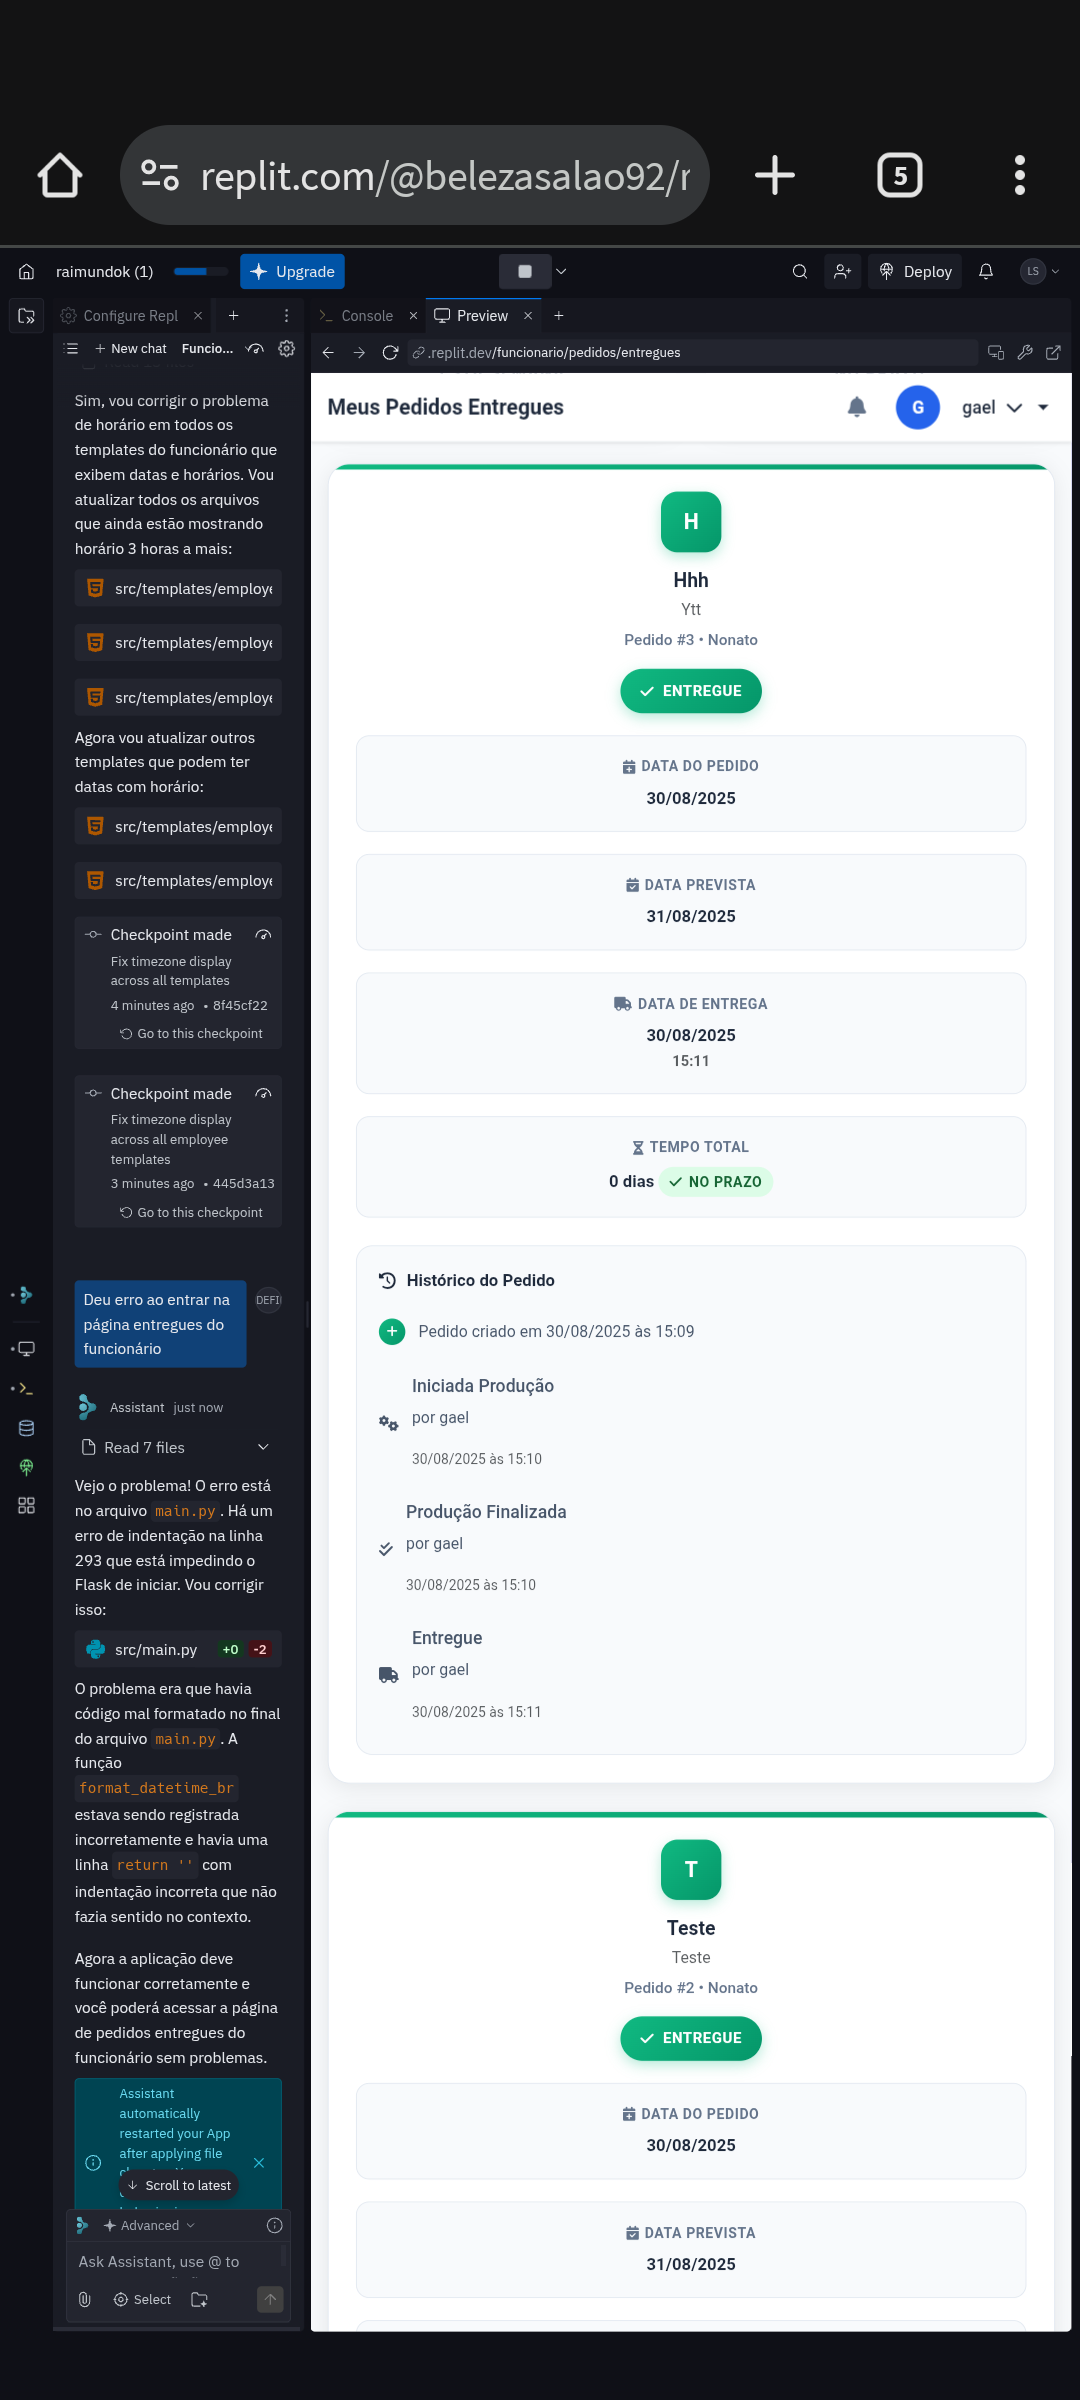 replit.com/@belezasalao92/r
5
raimundok (1)
Upgrade
Deploy
LS
Configure Repl
Console
Preview
New chat
Funcio...
.replit.dev/funcionario/pedidos/entregues
Sim, vou corrigir o problema
de horário em todos os
templates do funcionário que
exibem datas e horários. Vou
atualizar todos os arquivos
que ainda estão mostrando
horário 3 horas a mais:
src/templates/employe
src/templates/employe
src/templates/employe
Agora vou atualizar outros
templates que podem ter
datas com horário:
src/templates/employe
src/templates/employe
Checkpoint made
Fix timezone display
across all templates
4 minutes ago • 8f45cf22
Go to this checkpoint
Checkpoint made
Fix timezone display
across all employee
templates
3 minutes ago • 445d3a13
Go to this checkpoint
Deu erro ao entrar na
página entregues do
funcionário
DEFI
Assistant just now
Read 7 files
Vejo o problema! O erro está
no arquivo main.py. Há um
erro de indentação na linha
293 que está impedindo o
Flask de iniciar. Vou corrigir
isso:
src/main.py +0 -2
O problema era que havia
código mal formatado no final
do arquivo main.py. A
função
format_datetime_br
estava sendo registrada
incorretamente e havia uma
linha return '' com
indentação incorreta que não
fazia sentido no contexto.
Agora a aplicação deve
funcionar corretamente e
você poderá acessar a página
de pedidos entregues do
funcionário sem problemas.
Assistant
automatically
restarted your App
after applying file
Scroll to latest
Advanced
Ask Assistant, use @ to
Select
Meus Pedidos Entregues
G
gael
H
Hhh
Ytt
Pedido #3 • Nonato
ENTREGUE
DATA DO PEDIDO
30/08/2025
DATA PREVISTA
31/08/2025
DATA DE ENTREGA
30/08/2025
15:11
TEMPO TOTAL
0 dias NO PRAZO
Histórico do Pedido
Pedido criado em 30/08/2025 às 15:09
Iniciada Produção
por gael
30/08/2025 às 15:10
Produção Finalizada
por gael
30/08/2025 às 15:10
Entregue
por gael
30/08/2025 às 15:11
T
Teste
Teste
Pedido #2 • Nonato
ENTREGUE
DATA DO PEDIDO
30/08/2025
DATA PREVISTA
31/08/2025